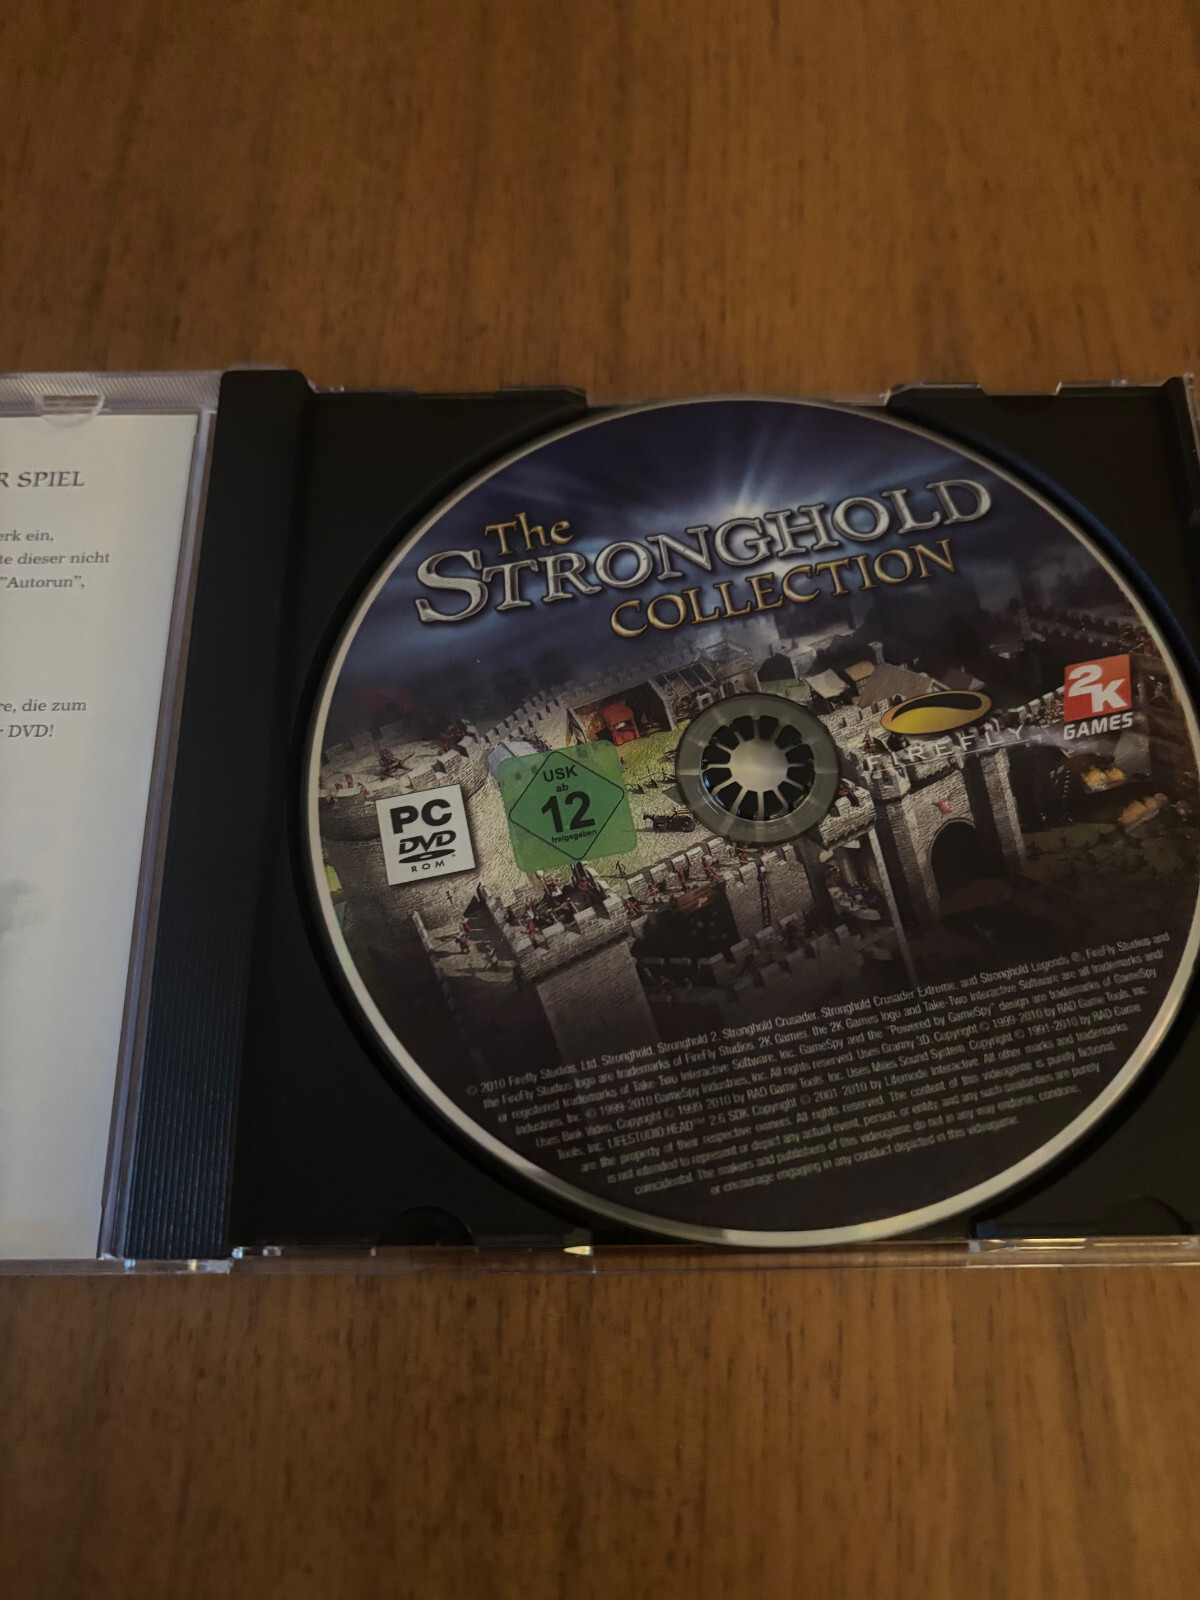 R SPIEL
erk ein,
te dieser nicht
"Autorun",
re, die zum
r DVD!
The
STRONGHOLD
COLLECTION
2K
GAMES
FIREFLY
USK
ab
12
freigegeben
PC
DVD
ROM
© 2010 Firefly Studios, Ltd. Stronghold, Stronghold 2, Stronghold Crusader, Stronghold Crusader Extreme, and Stronghold Legends ®, FireFly Studios and
the FireFly Studios logo are trademarks of FireFly Studios. 2K Games, the 2K Games logo and Take-Two Interactive Software are all trademarks and/
or registered trademarks of Take-Two Interactive Software, Inc. GameSpy and the "Powered by GameSpy" design are trademarks of GameSpy
Industries, Inc. © 1999-2010 GameSpy Industries, Inc. All rights reserved. Uses Granny 3D. Copyright © 1999-2010 by RAD Game Tools, Inc.
Uses Bink Video. Copyright © 1999-2010 by RAD Game Tools, Inc. Uses Miles Sound System. Copyright © 1991-2010 by RAD Game
Tools, Inc. LIFESTUDIO:HEAD™ 2.6 SDK Copyright © 2001-2010 by Lifemode Interactive. All other marks and trademarks
are the property of their respective owners. All rights reserved. The content of this videogame is purely fictional,
is not intended to represent or depict any actual event, person, or entity, and any such similarities are purely
coincidental. The makers and publishers of this videogame do not in any way endorse, condone,
or encourage engaging in any conduct depicted in this videogame.